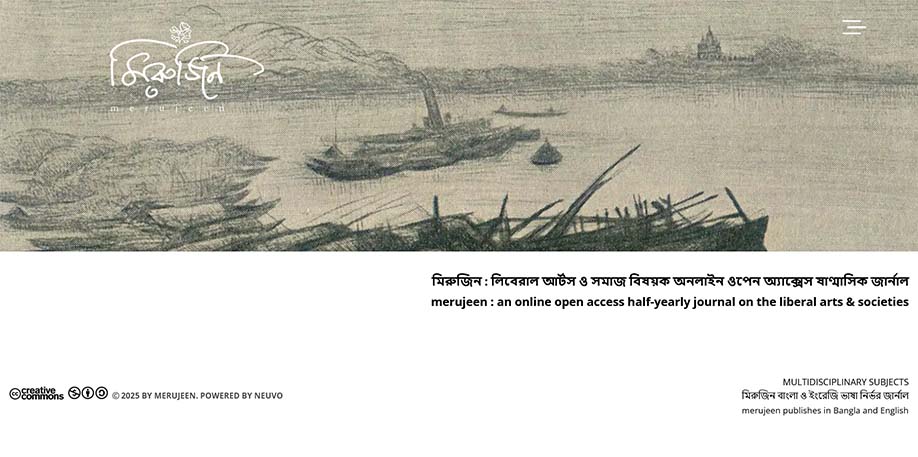 মিরুজিন
merujeen
মিরুজিন : লিবেরাল আর্টস ও সমাজ বিষয়ক অনলাইন ওপেন অ্যাক্সেস ষাণ্মাসিক জার্নাল
merujeen : an online open access half-yearly journal on the liberal arts & societies
MULTIDISCIPLINARY SUBJECTS
মিরুজিন বাংলা ও ইংরেজি ভাষা নির্ভর জার্নাল
merujeen publishes in Bangla and English
cc creative commons © 2025 BY MERUJEEN. POWERED BY NEUVO